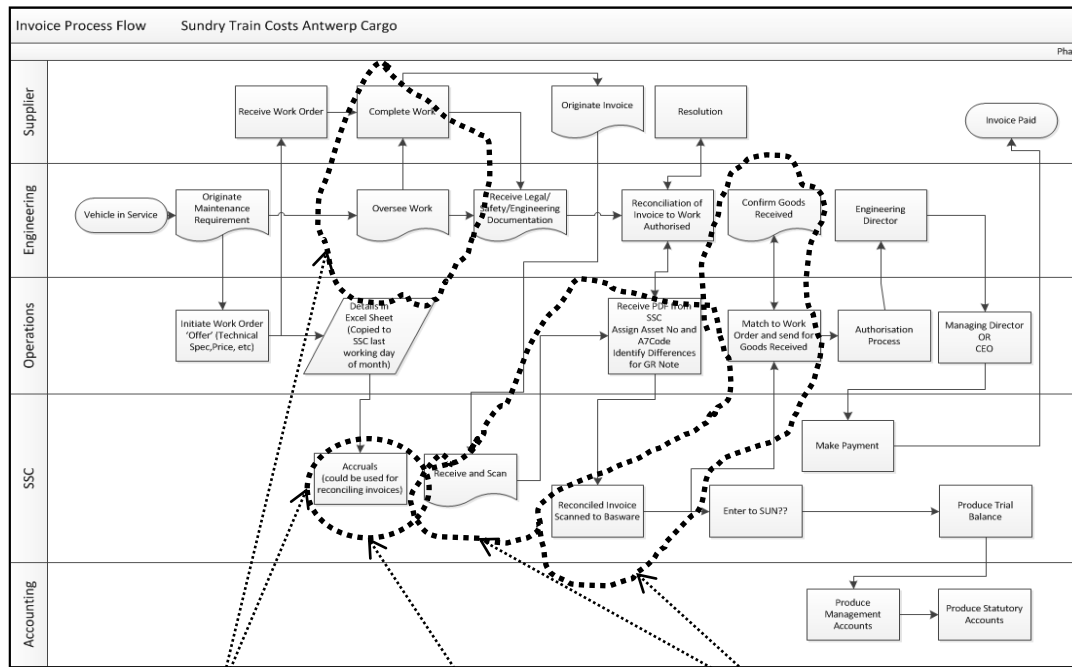 Invoice Process Flow
Sundry Train Costs Antwerp Cargo
Pha
Supplier
Receive Work Order
Complete Work
Originate Invoice
Resolution
Invoice Paid
Engineering
Vehicle in Service
Originate
Maintenance
Requirement
Oversee Work
Receive Legal/
Safety/Engineering
Documentation
Reconciliation of
Invoice to Work
Authorised
Confirm Goods
Received
Engineering
Director
Operations
Initiate Work Order
'Offer' (Technical
Spec,Price, etc)
Details in
Excel Sheet
(Copied to
SSC last
working day
of month)
Receive PDF from
SSC
Assign Asset No and
A7Code
Identify Differences
for GR Note
Match to Work
Order and send for
Goods Received
Authorisation
Process
Managing Director
OR
CEO
SSC
Accruals
(could be used for
reconciling invoices)
Receive and Scan
Make Payment
Reconciled Invoice
Scanned to Basware
Enter to SUN??
Produce Trial
Balance
Accounting
Produce
Management
Accounts
Produce Statutory
Accounts